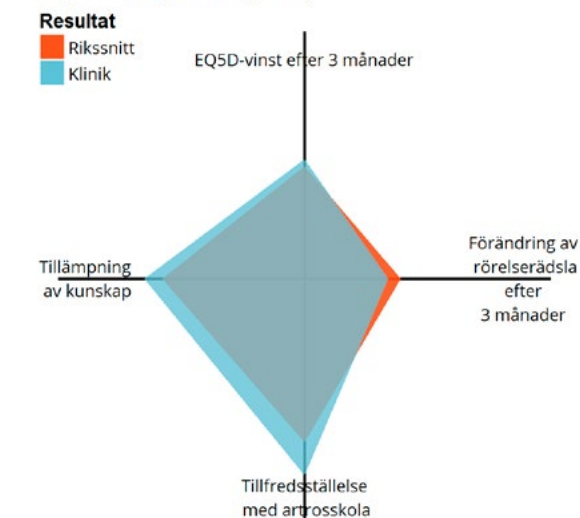 Resultat
Rikssnitt
Klinik
EQ5D-vinst efter 3 månader
Förändring av
rörelserädsla
efter
3 månader
Tillämpning
av kunskap
Tillfredsställelse
med artrosskola